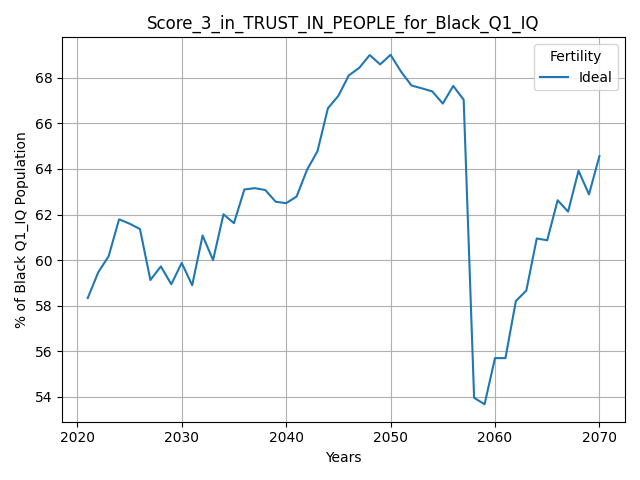 Score_3_in_TRUST_IN_PEOPLE_for_Black_Q1_IQ
Fertility
Ideal
% of Black Q1_IQ Population
68
66
64
62
60
58
56
54
2020
2030
2040
2050
2060
2070
Years